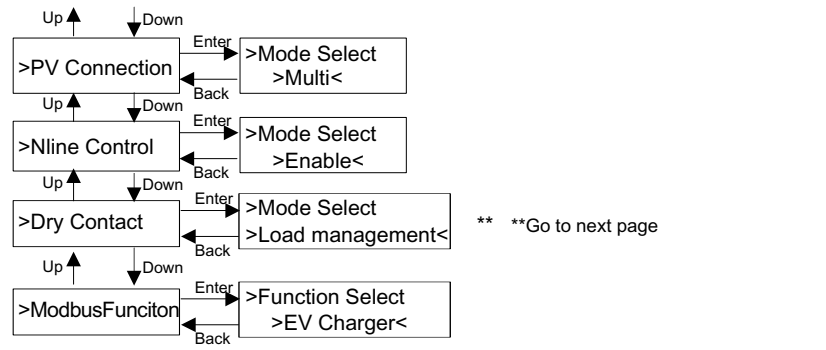 Up Down
>PV Connection Enter >Mode Select
Back >Multi<
Up Down
>Nline Control Enter >Mode Select
Back >Enable<
Up Down
>Dry Contact Enter >Mode Select
Back >Load management< ** **Go to next page
Up Down
>ModbusFunciton Enter >Function Select
Back >EV Charger<